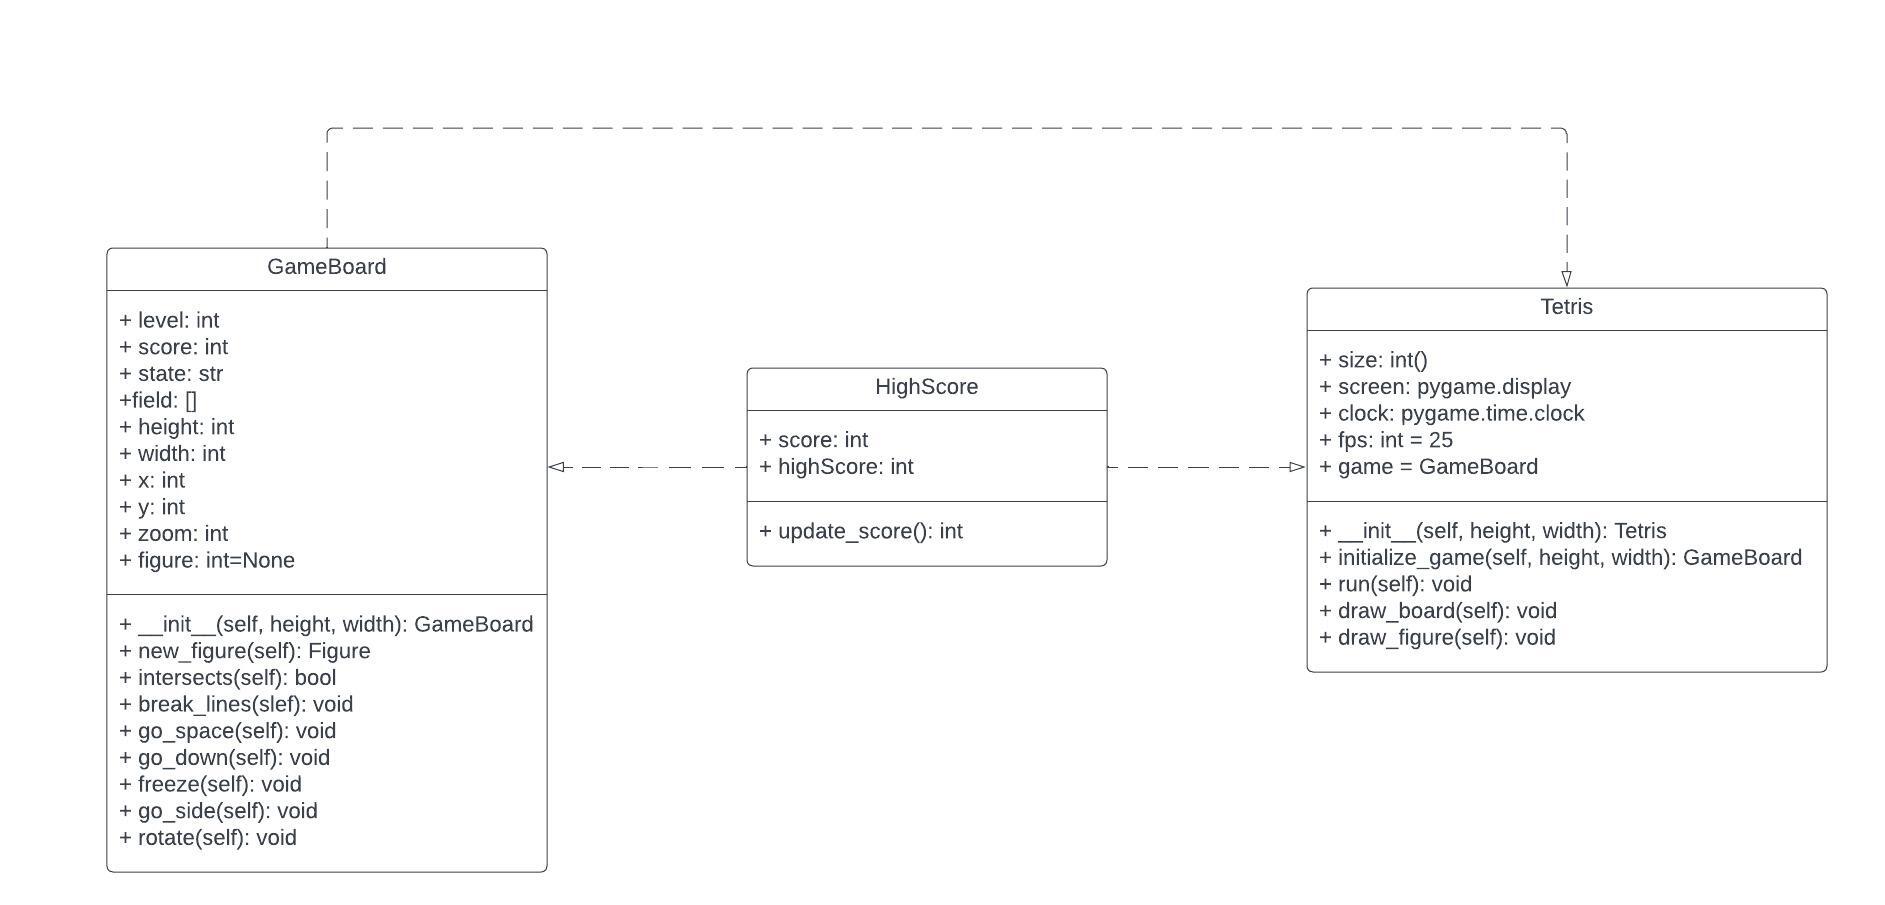 GameBoard
+ level: int
+ score: int
+ state: str
+field: []
+ height: int
+ width: int
+ x: int
+ y: int
+ zoom: int
+ figure: int=None
+ __init__(self, height, width): GameBoard
+ new_figure(self): Figure
+ intersects(self): bool
+ break_lines(slef): void
+ go_space(self): void
+ go_down(self): void
+ freeze(self): void
+ go_side(self): void
+ rotate(self): void
HighScore
+ score: int
+ highScore: int
+ update_score(): int
Tetris
+ size: int()
+ screen: pygame.display
+ clock: pygame.time.clock
+ fps: int = 25
+ game = GameBoard
+ __init__(self, height, width): Tetris
+ initialize_game(self, height, width): GameBoard
+ run(self): void
+ draw_board(self): void
+ draw_figure(self): void